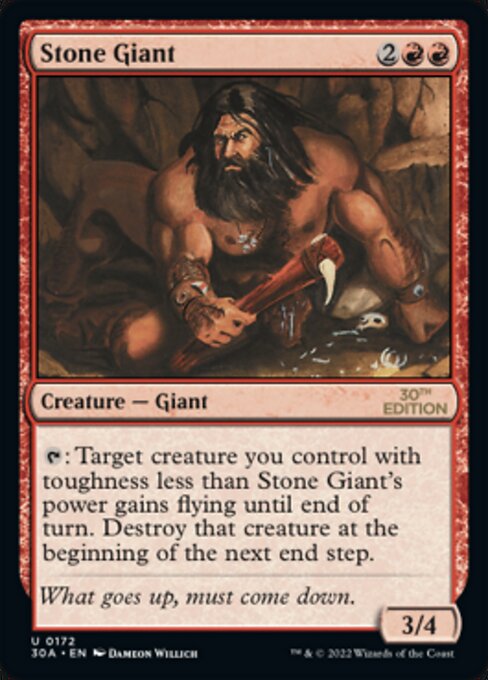 Stone Giant 2
Creature — Giant
30TH
EDITION
: Target creature you control with
toughness less than Stone Giant's
power gains flying until end of
turn. Destroy that creature at the
beginning of the next end step.
What goes up, must come down.
3/4
U 0172
30A • EN DAMEON WILLICH
™ & © 2022 Wizards of the Coast